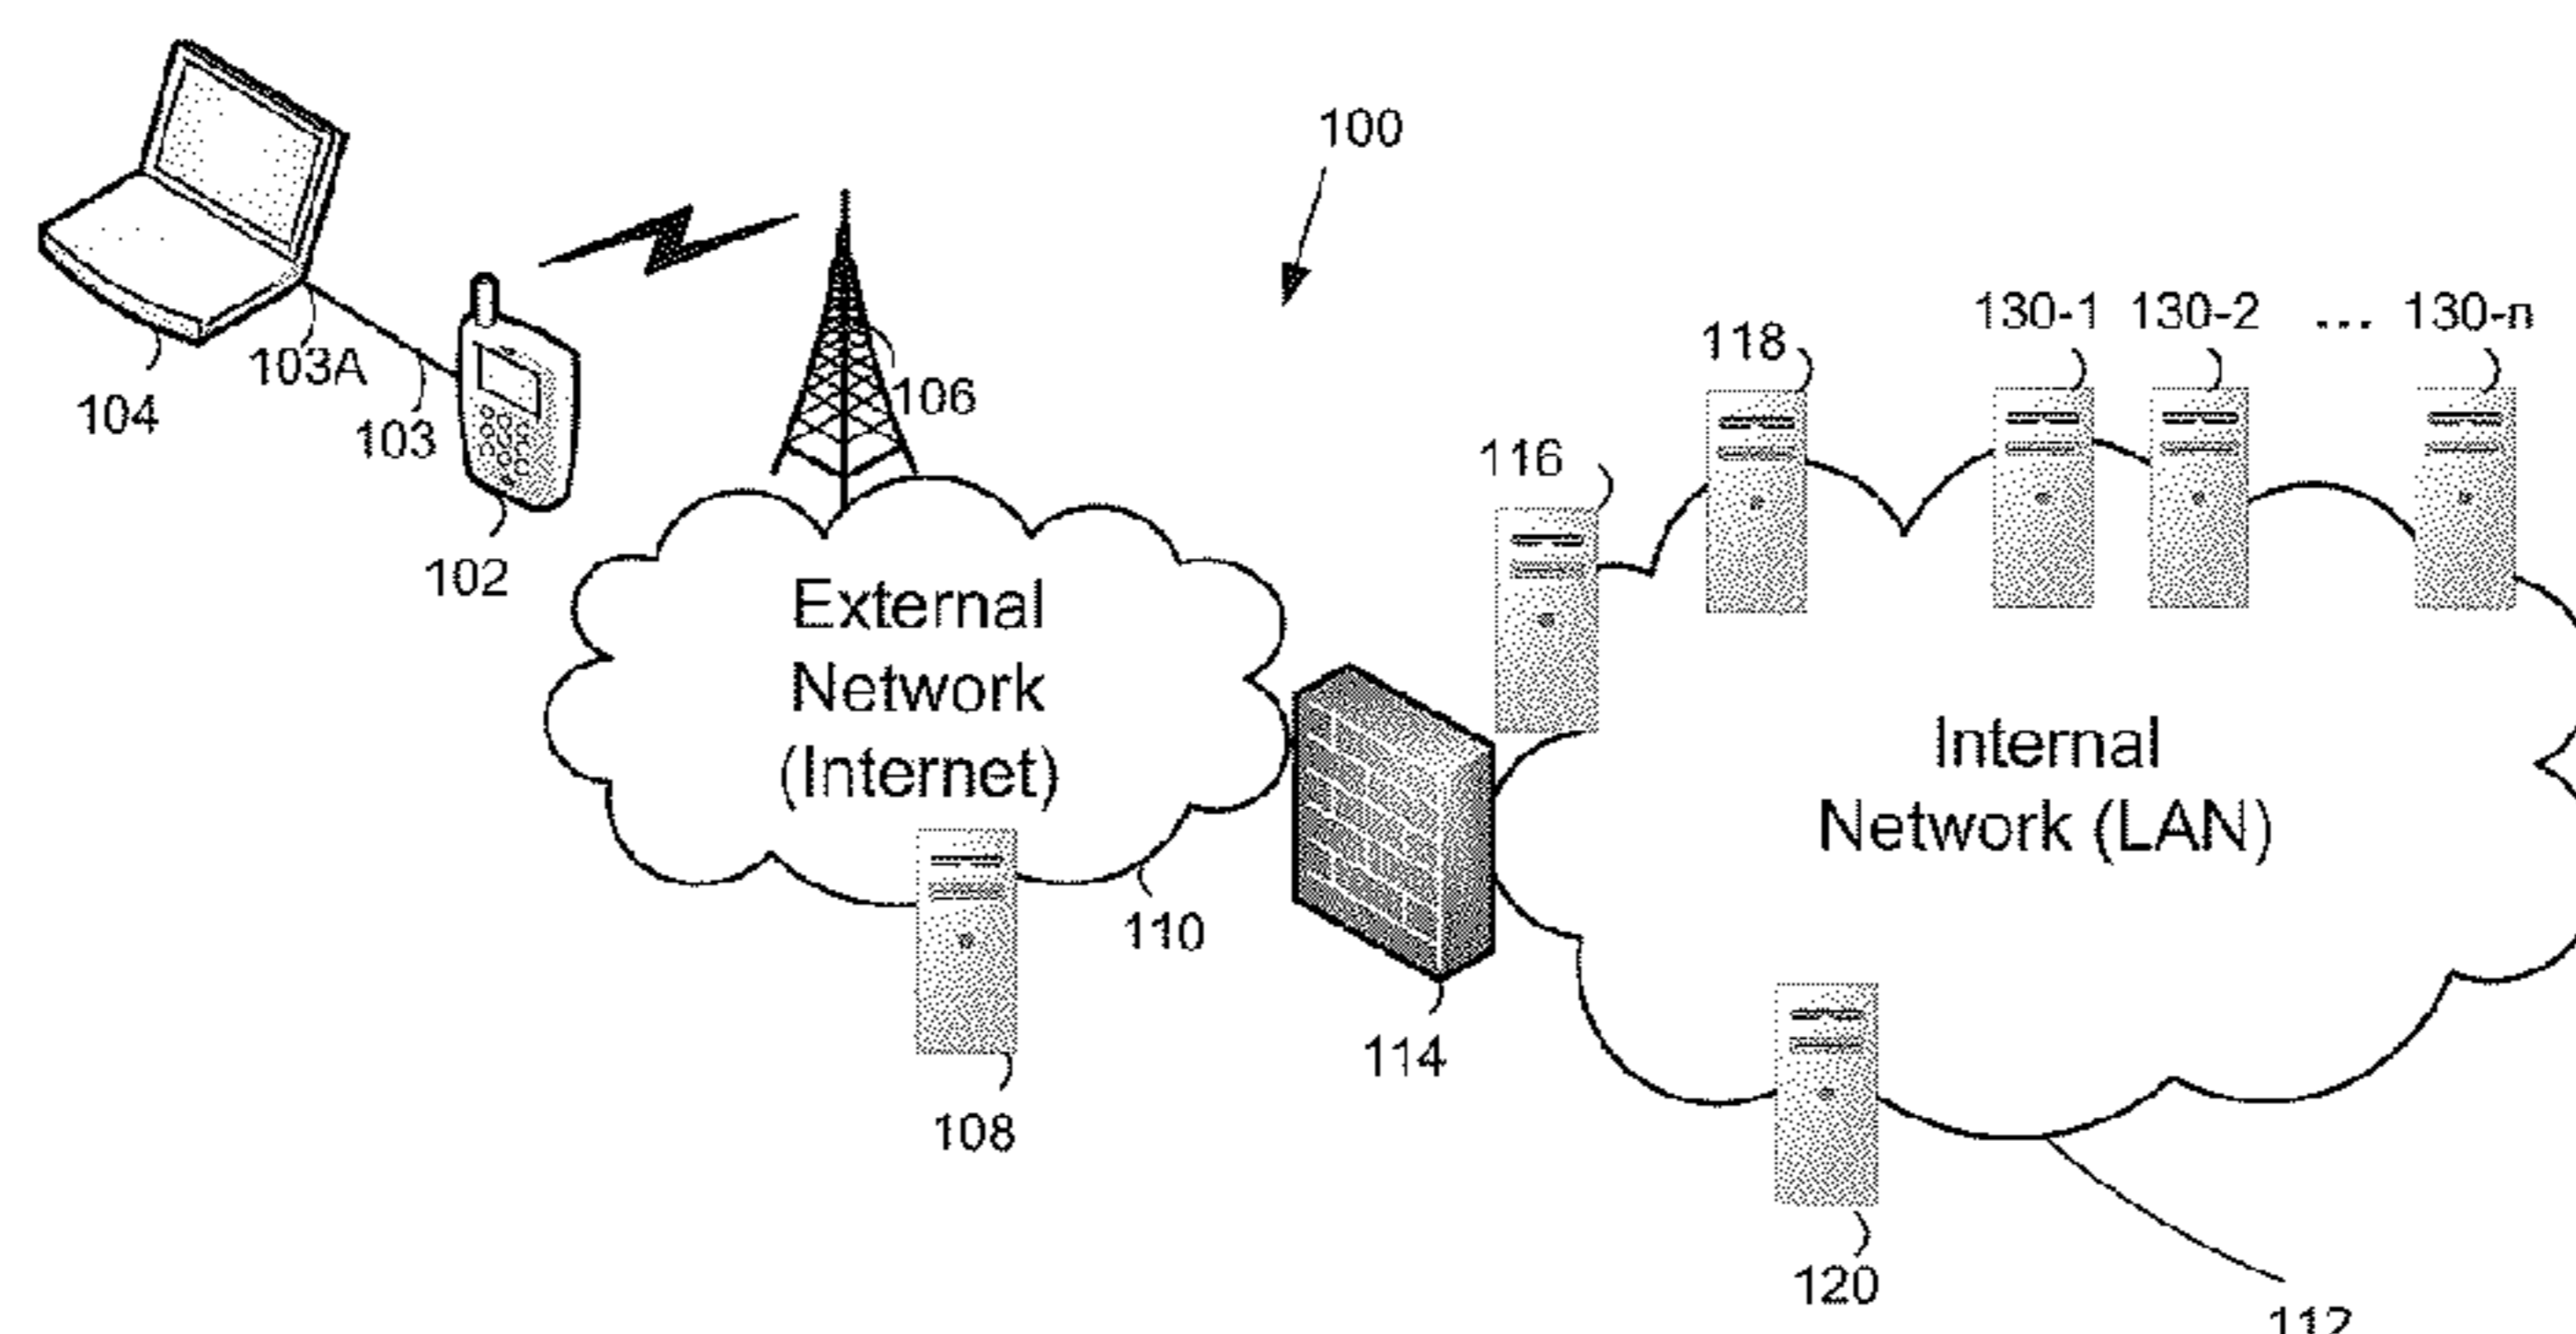 100
130-1 130-2 ... 130-n
118
103A
104
106
103
116
102
External
Network
(Internet)
Internal
Network (LAN)
110
114
108
120
112